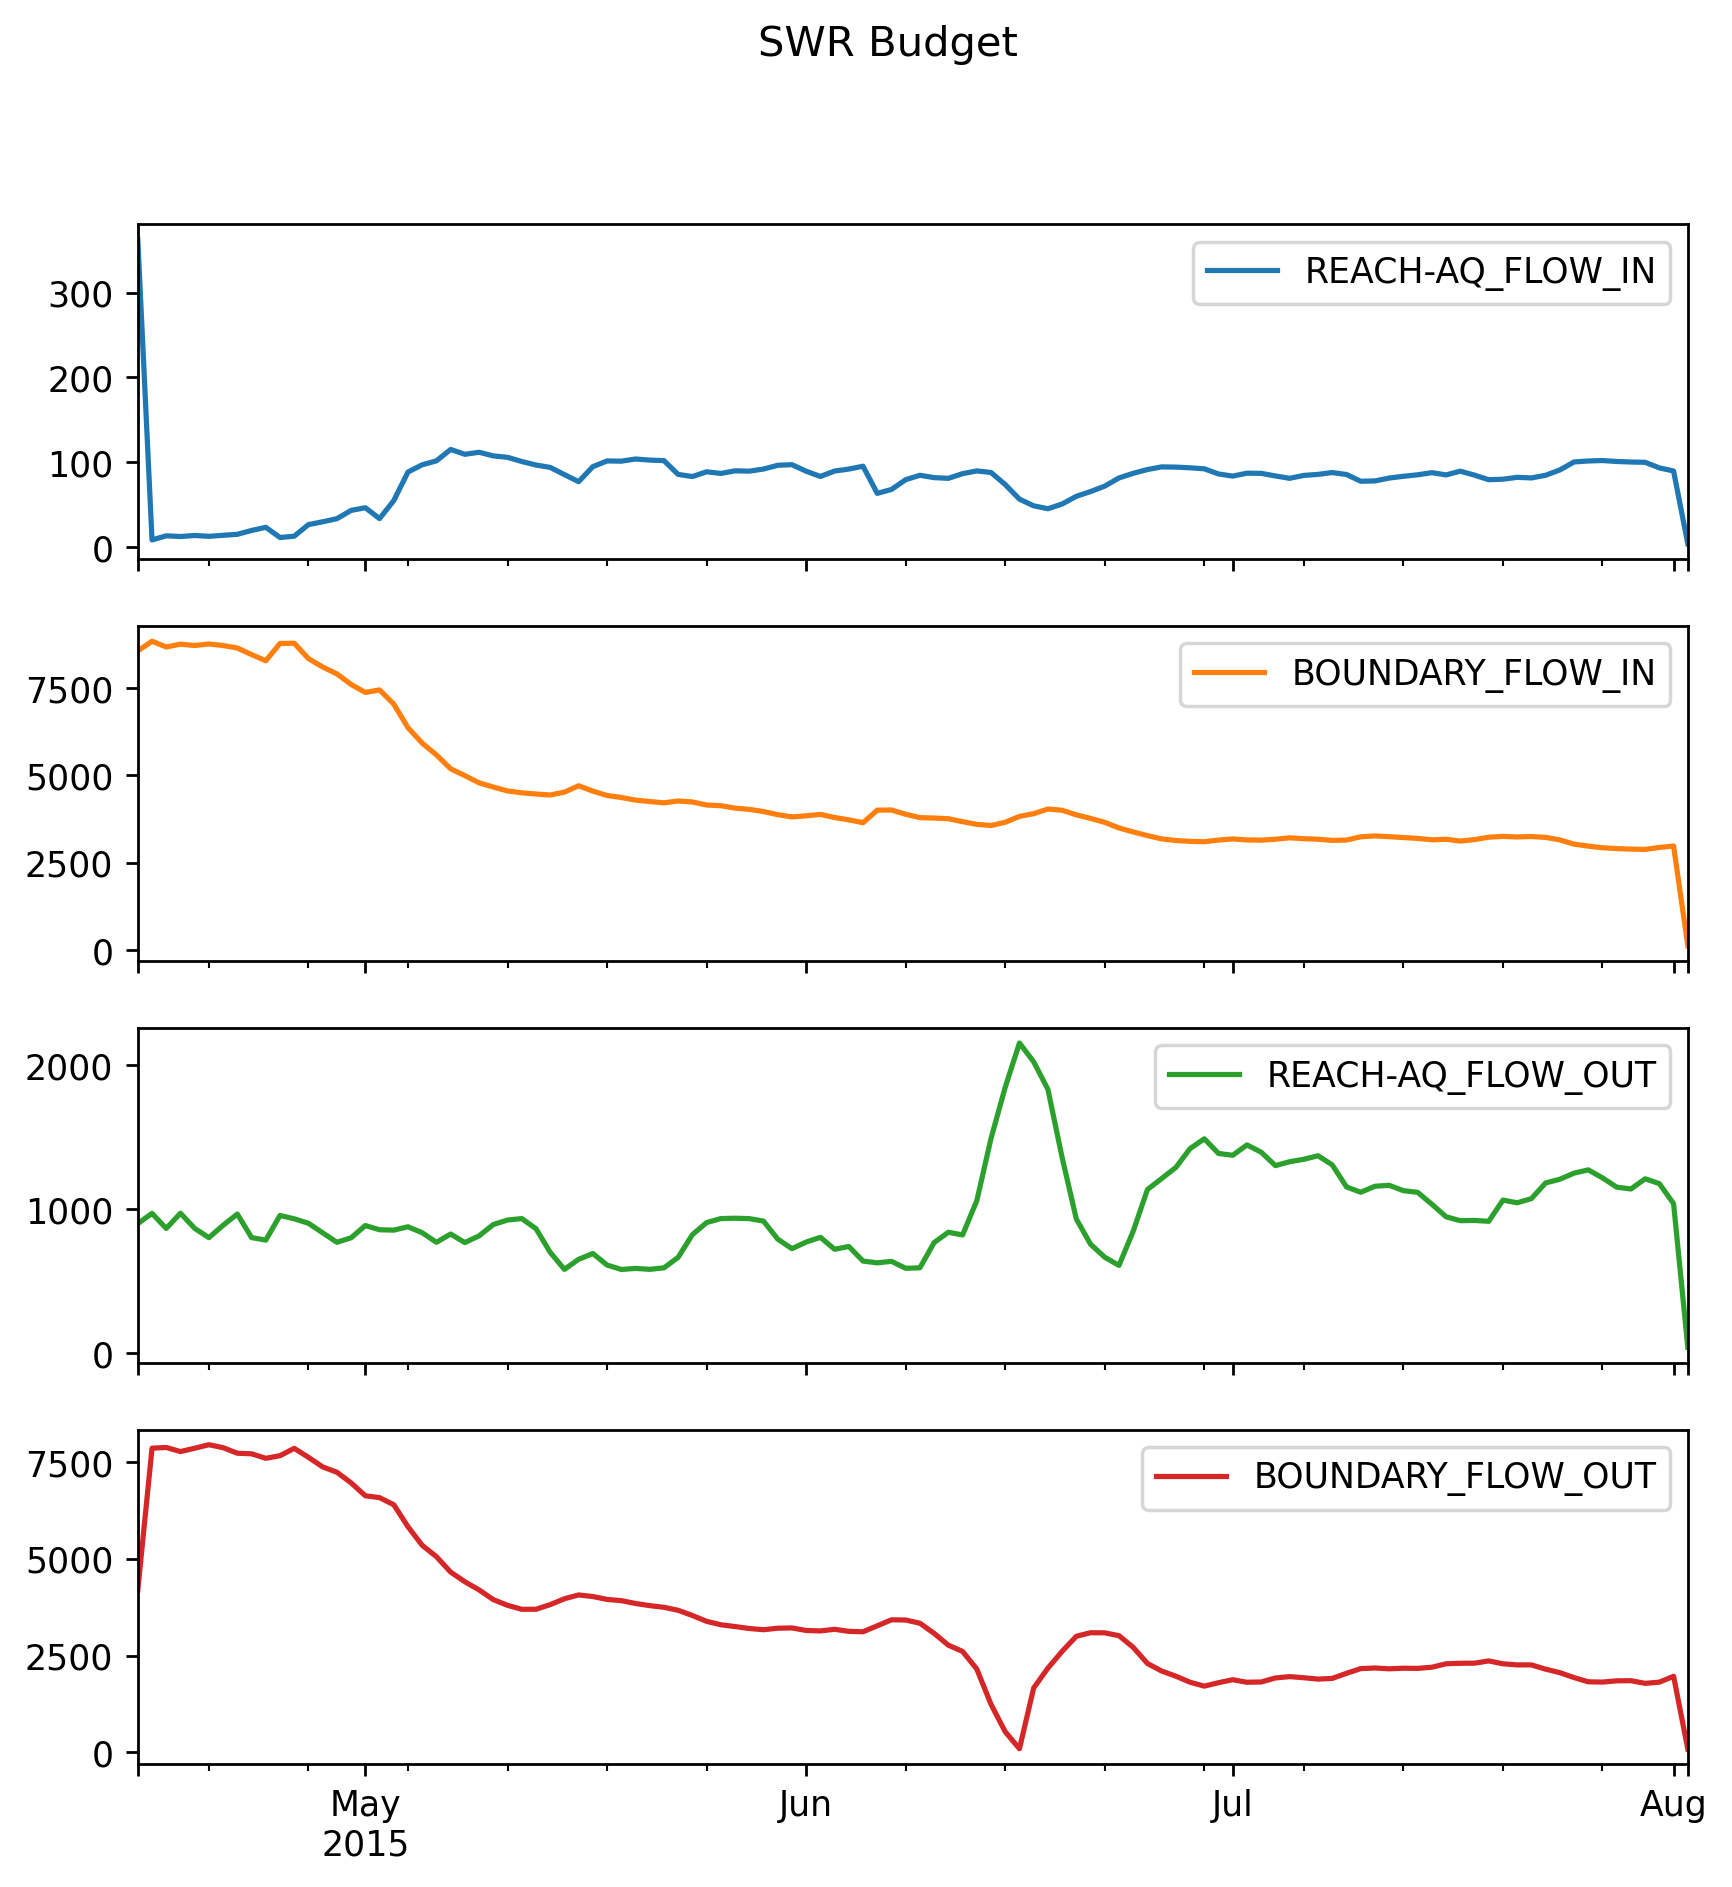 SWR Budget
REACH-AQ_FLOW_IN
300
200
100
0
BOUNDARY_FLOW_IN
7500
5000
2500
0
REACH-AQ_FLOW_OUT
2000
1000
0
BOUNDARY_FLOW_OUT
7500
5000
2500
0
May Jun Jul Aug
2015